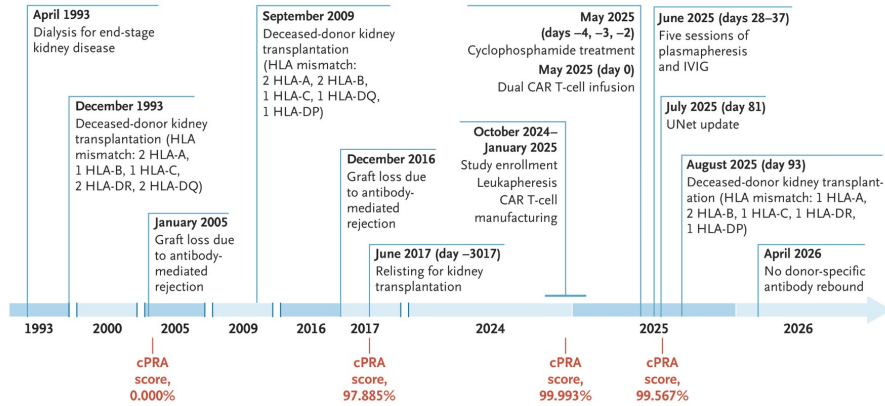 April 1993
Dialysis for end-stage
kidney disease
December 1993
Deceased-donor kidney
transplantation (HLA
mismatch: 2 HLA-A,
1 HLA-B, 1 HLA-C,
2 HLA-DR, 2 HLA-DQ)
January 2005
Graft loss due
to antibody-
mediated
rejection
September 2009
Deceased-donor kidney
transplantation
(HLA mismatch:
2 HLA-A, 2 HLA-B,
1 HLA-C, 1 HLA-DQ,
1 HLA-DP)
December 2016
Graft loss due
to antibody-
mediated
rejection
June 2017 (day –3017)
Relisting for kidney
transplantation
October 2024–
January 2025
Study enrollment
Leukapheresis
CAR T-cell
manufacturing
May 2025
(days –4, –3, –2)
Cyclophosphamide treatment
May 2025 (day 0)
Dual CAR T-cell infusion
June 2025 (days 28–37)
Five sessions of
plasmapheresis
and IVIG
July 2025 (day 81)
UNet update
August 2025 (day 93)
Deceased-donor kidney transplant-
ation (HLA mismatch: 1 HLA-A,
2 HLA-B, 1 HLA-C, 1 HLA-DR,
1 HLA-DP)
April 2026
No donor-specific
antibody rebound
1993 2000 2005 2009 2016 2017 2024 2025 2026
cPRA
score,
0.000%
cPRA
score,
97.885%
cPRA
score,
99.993%
cPRA
score,
99.567%